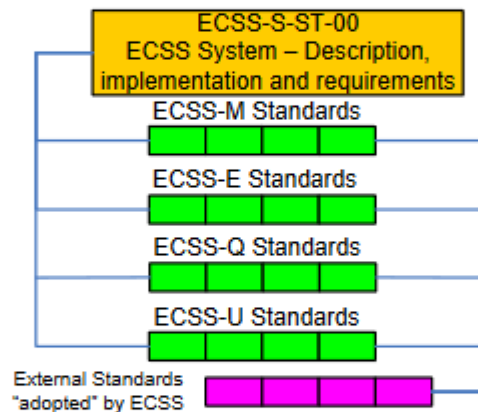 ECSS-S-ST-00
ECSS System – Description,
implementation and requirements
ECSS-M Standards
ECSS-E Standards
ECSS-Q Standards
ECSS-U Standards
External Standards
"adopted" by ECSS